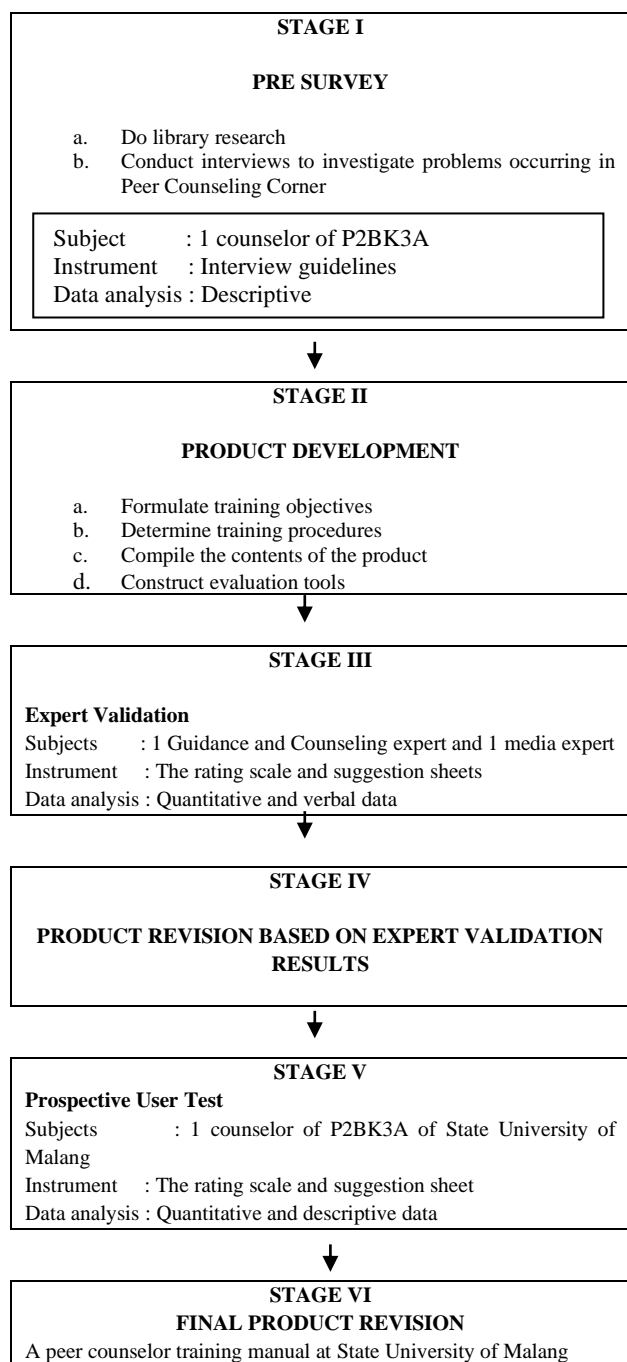 STAGE I
PRE SURVEY
a. Do library research
b. Conduct interviews to investigate problems occurring in
Peer Counseling Corner
Subject : 1 counselor of P2BK3A
Instrument : Interview guidelines
Data analysis : Descriptive
STAGE II
PRODUCT DEVELOPMENT
a. Formulate training objectives
b. Determine training procedures
c. Compile the contents of the product
d. Construct evaluation tools
STAGE III
Expert Validation
Subjects : 1 Guidance and Counseling expert and 1 media expert
Instrument : The rating scale and suggestion sheets
Data analysis : Quantitative and verbal data
STAGE IV
PRODUCT REVISION BASED ON EXPERT VALIDATION
RESULTS
STAGE V
Prospective User Test
Subjects : 1 counselor of P2BK3A of State University of
Malang
Instrument : The rating scale and suggestion sheet
Data analysis : Quantitative and descriptive data
STAGE VI
FINAL PRODUCT REVISION
A peer counselor training manual at State University of Malang